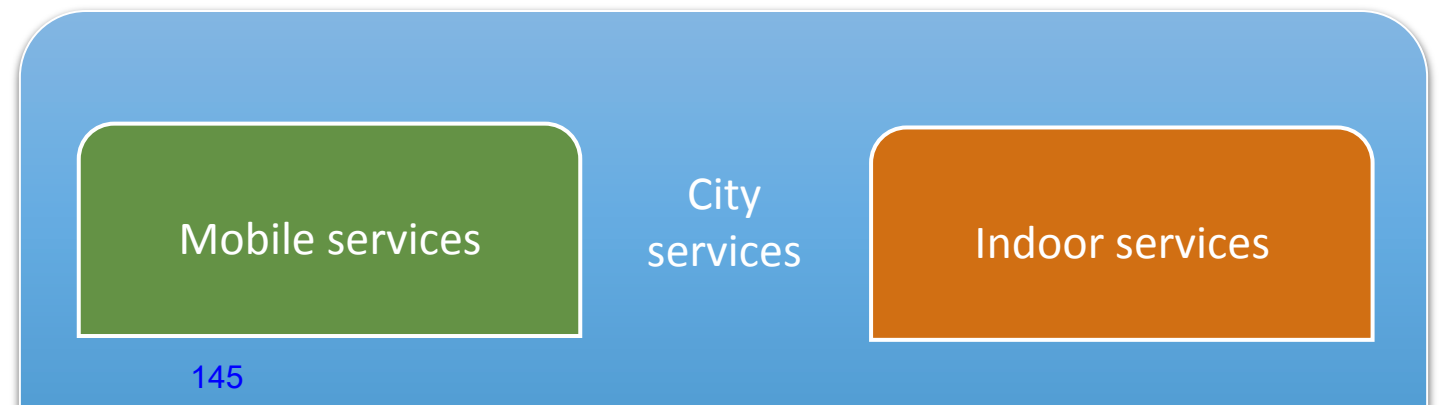 Mobile services
City
services
Indoor services
145